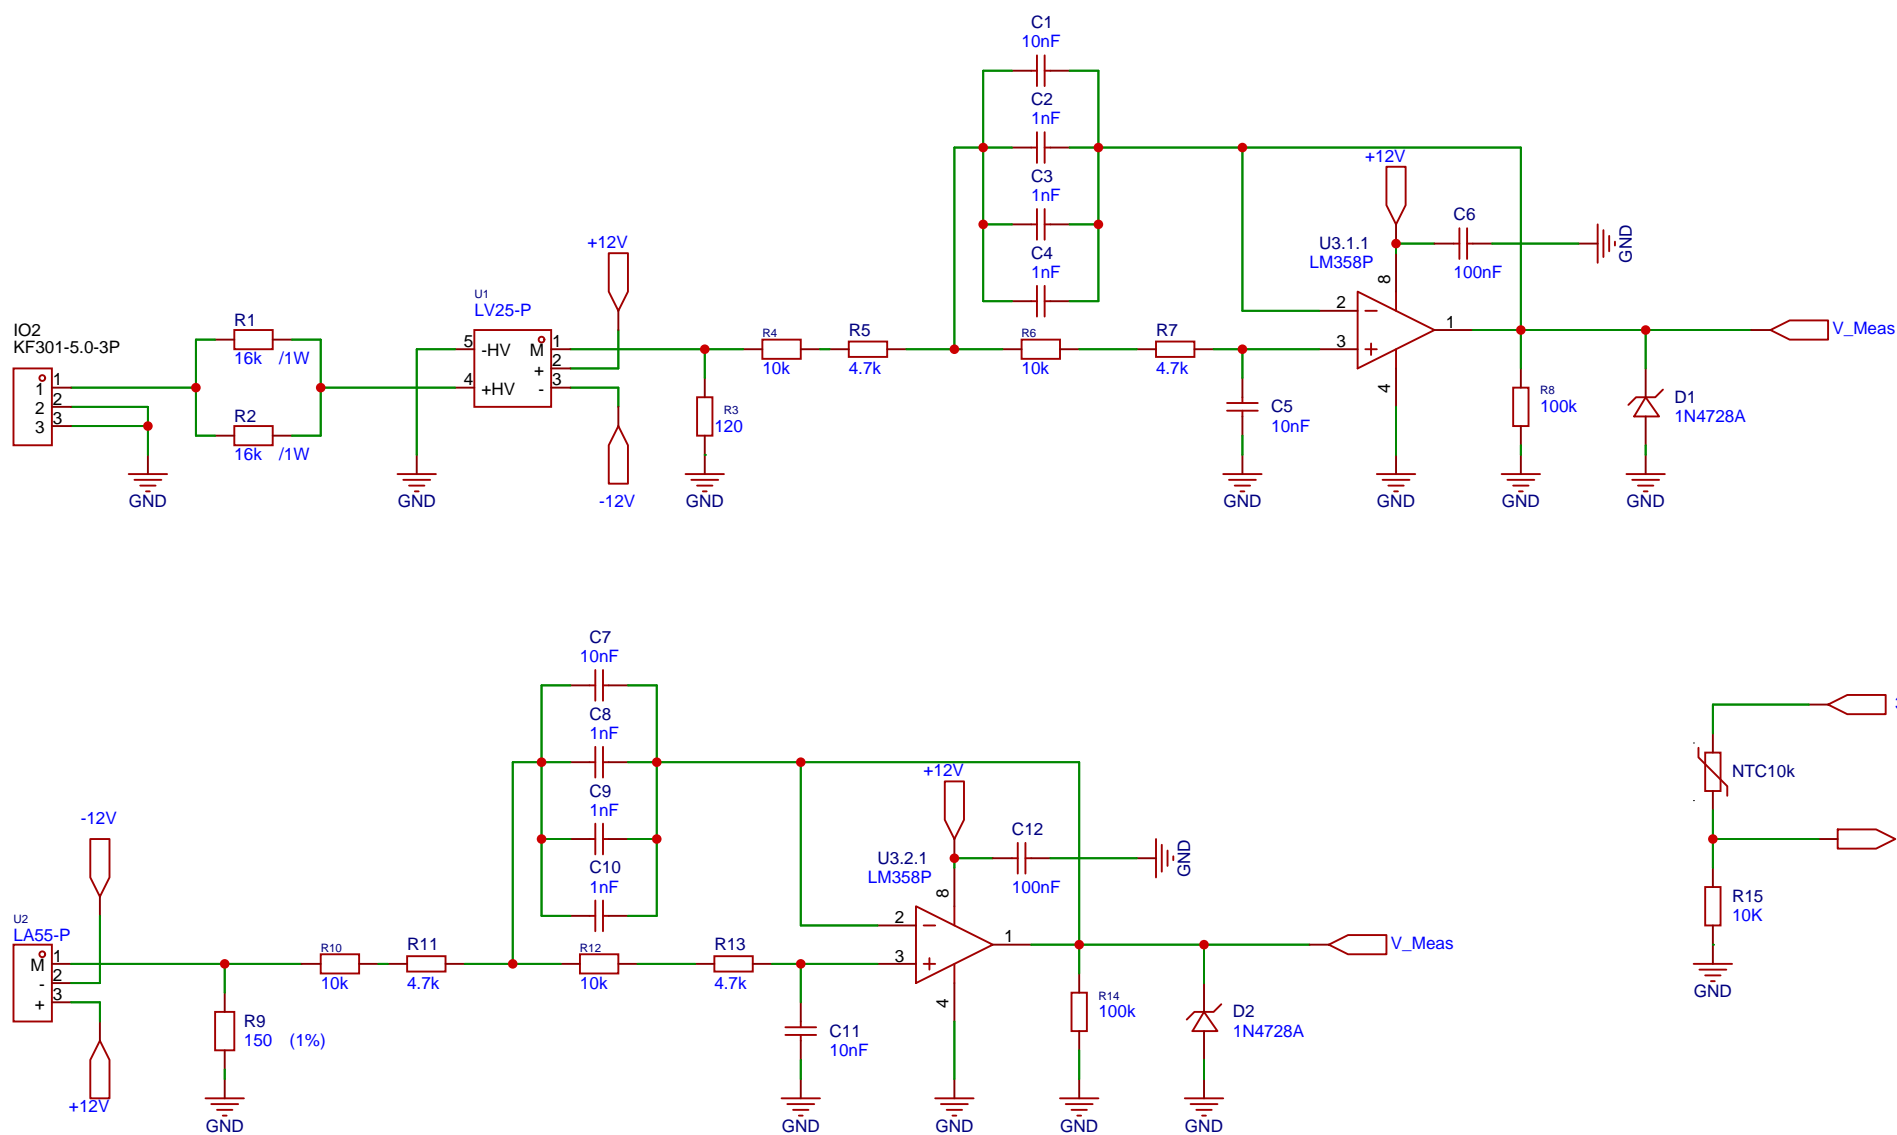 C1
10nF
C2
1nF
C3
1nF
C4
1nF
+12V
C6
100nF
GND
U3.1.1
LM358P
8
2
3
1
4
V_Meas
+12V
U1
LV25-P
5 -HV
4 +HV
M 1
+ 2
- 3
-12V
IO2
KF301-5.0-3P
1 1
2 2
3 3
GND
R1
16k /1W
R2
16k /1W
GND
R3
120
GND
R4
10k
R5
4.7k
R6
10k
R7
4.7k
C5
10nF
GND
GND
R8
100k
GND
D1
1N4728A
GND
C7
10nF
C8
1nF
C9
1nF
C10
1nF
+12V
C12
100nF
GND
U3.2.1
LM358P
8
2
3
1
4
V_Meas
-12V
U2
LA55-P
M 1
- 2
+ 3
+12V
R9
150 (1%)
GND
R10
10k
R11
4.7k
R12
10k
R13
4.7k
C11
10nF
GND
GND
R14
100k
GND
D2
1N4728A
GND
NTC10k
R15
10K
GND